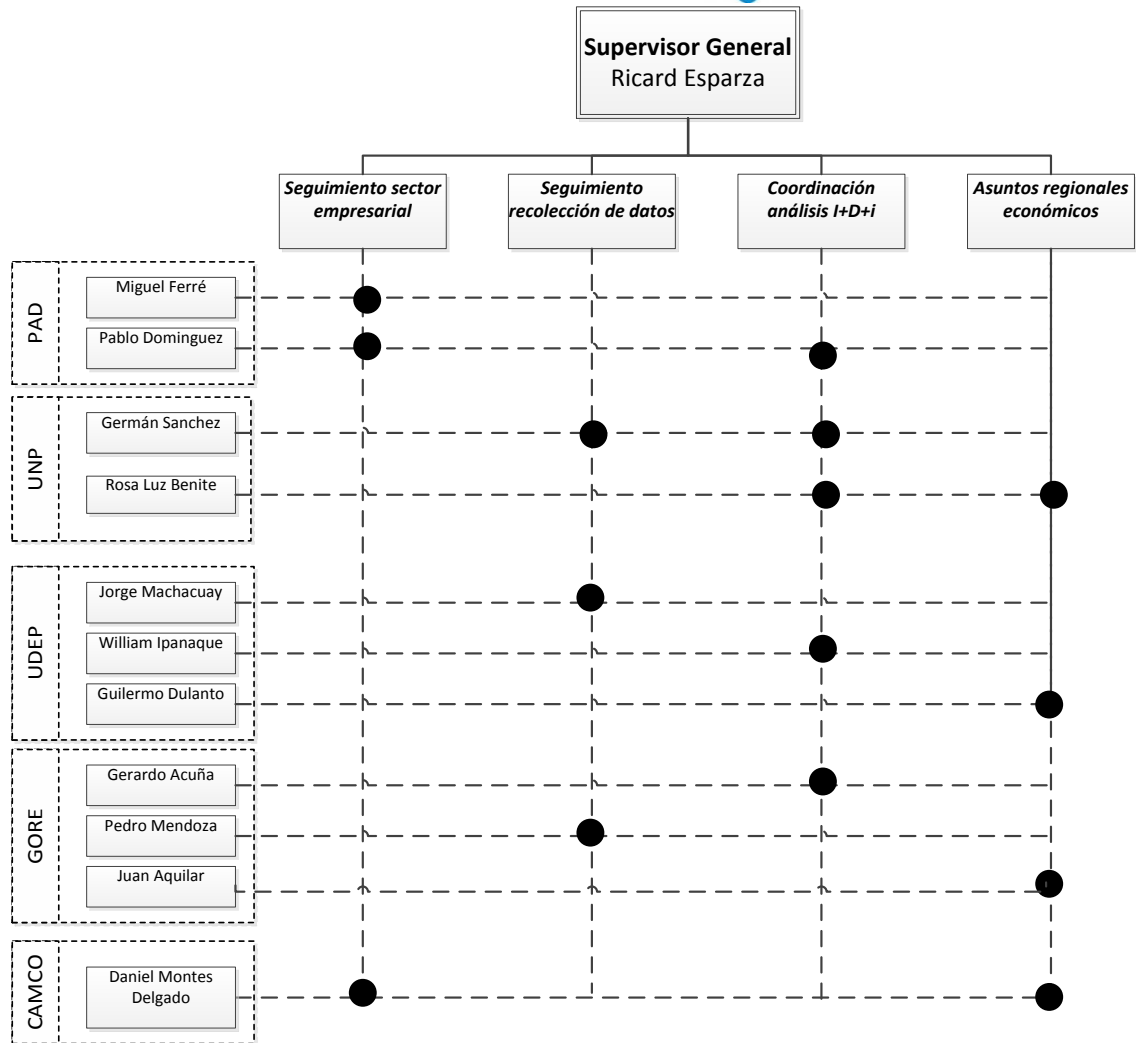 Supervisor General
Ricard Esparza
Seguimiento sector
empresarial
Seguimiento
recolección de datos
Coordinación
análisis I+D+i
Asuntos regionales
económicos
PAD
Miguel Ferré
Pablo Dominguez
UNP
Germán Sanchez
Rosa Luz Benite
UDEP
Jorge Machacuay
William Ipanaque
Guilermo Dulanto
GORE
Gerardo Acuña
Pedro Mendoza
Juan Aquilar
CAMCO
Daniel Montes
Delgado